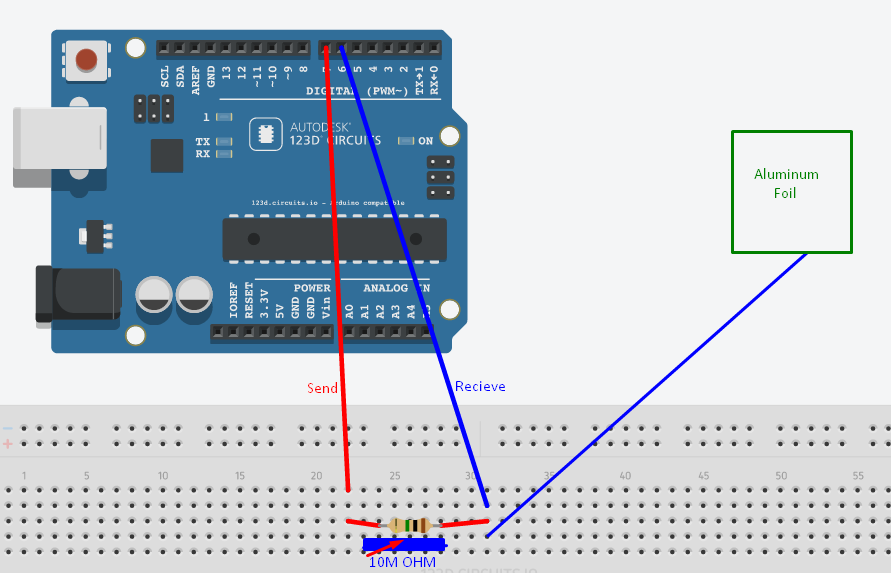 SCL
SDA
AREF
GND
13
12
~11
~10
~9
8
7
6
5
4
3
2
TX→1
RX←0
DIGITAL (PWM~)
1
TX
RX
AUTODESK
123D CIRCUITS
ON
123d.circuits.io - Arduino compatible
Aluminum
Foil
POWER
ANALOG IN
IOREF
RESET
3.3V
5V
GND
GND
Vin
A0
A1
A2
A3
A4
Send
Recieve
−
+
1 5 10 15 20 25 30 35 40 45 50 55
10M OHM
123D CIRCUITS.IO